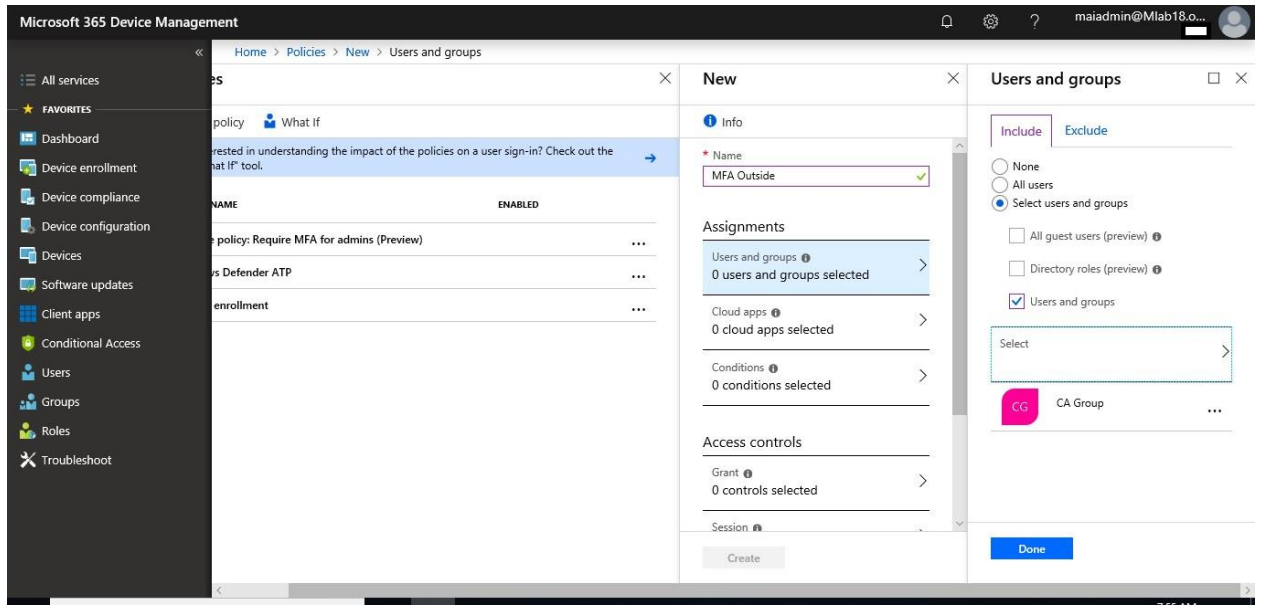 Microsoft 365 Device Management
?
maiadmin@Mlab18.o...
«
Home > Policies > New > Users and groups
All services
FAVORITES
Dashboard
Device enrollment
Device compliance
Device configuration
Devices
Software updates
Client apps
Conditional Access
Users
Groups
Roles
Troubleshoot
es
policy
What If
erested in understanding the impact of the policies on a user sign-in? Check out the
hat If" tool.
NAME
ENABLED
e policy: Require MFA for admins (Preview)
...
vs Defender ATP
...
enrollment
...
New
Info
* Name
MFA Outside
Assignments
Users and groups
0 users and groups selected
Cloud apps
0 cloud apps selected
Conditions
0 conditions selected
Access controls
Grant
0 controls selected
Session
Create
Users and groups
Include
Exclude
None
All users
Select users and groups
All guest users (preview)
Directory roles (preview)
Users and groups
Select
CG
CA Group
...
Done